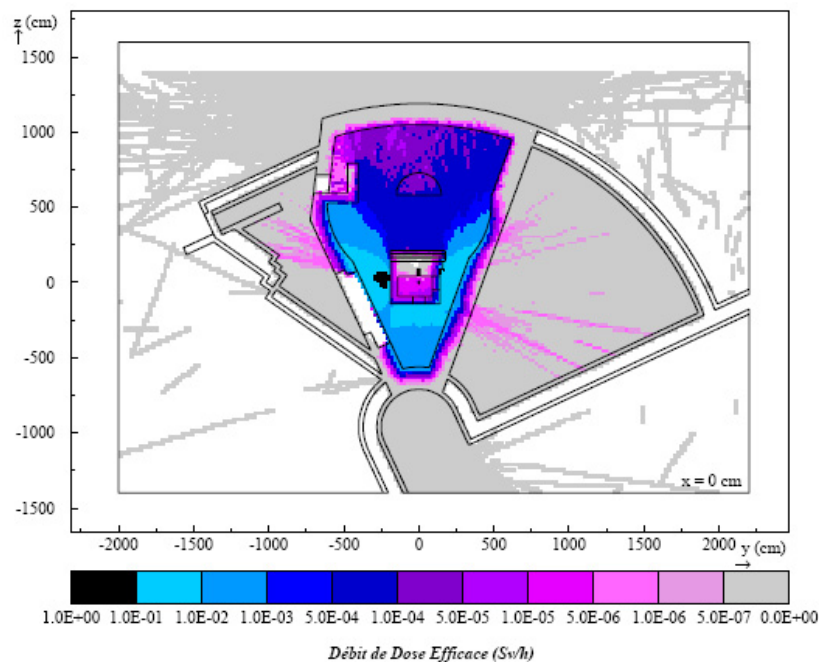 z (cm)
1500
1000
500
0
-500
-1000
-1500
x = 0 cm
-2000 -1500 -1000 -500 0 500 1000 1500 2000 y (cm)
1.0E+00 1.0E-01 1.0E-02 1.0E-03 5.0E-04 1.0E-04 5.0E-05 1.0E-05 5.0E-06 1.0E-06 5.0E-07 0.0E+00
Débit de Dose Efficace (Sv/h)